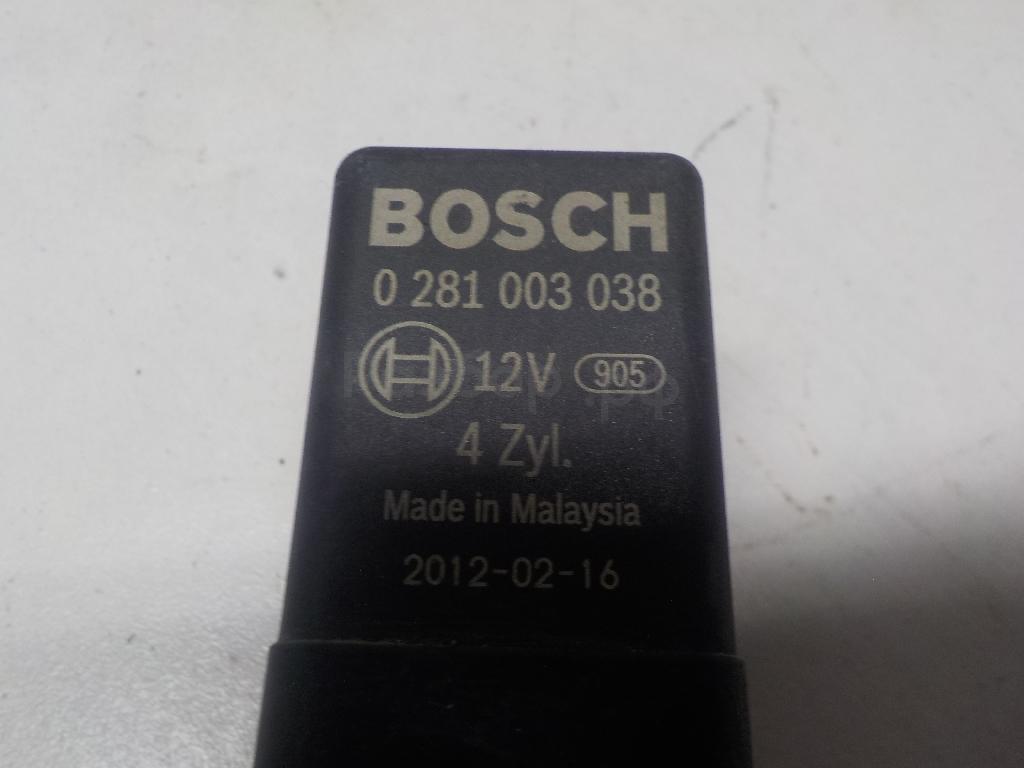 BOSCH
0 281 003 038
12V 905
4 Zyl.
Made in Malaysia
2012-02-16